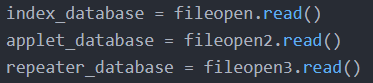 index_database = fileopen.read()
applet_database = fileopen2.read()
repeater_database = fileopen3.read()